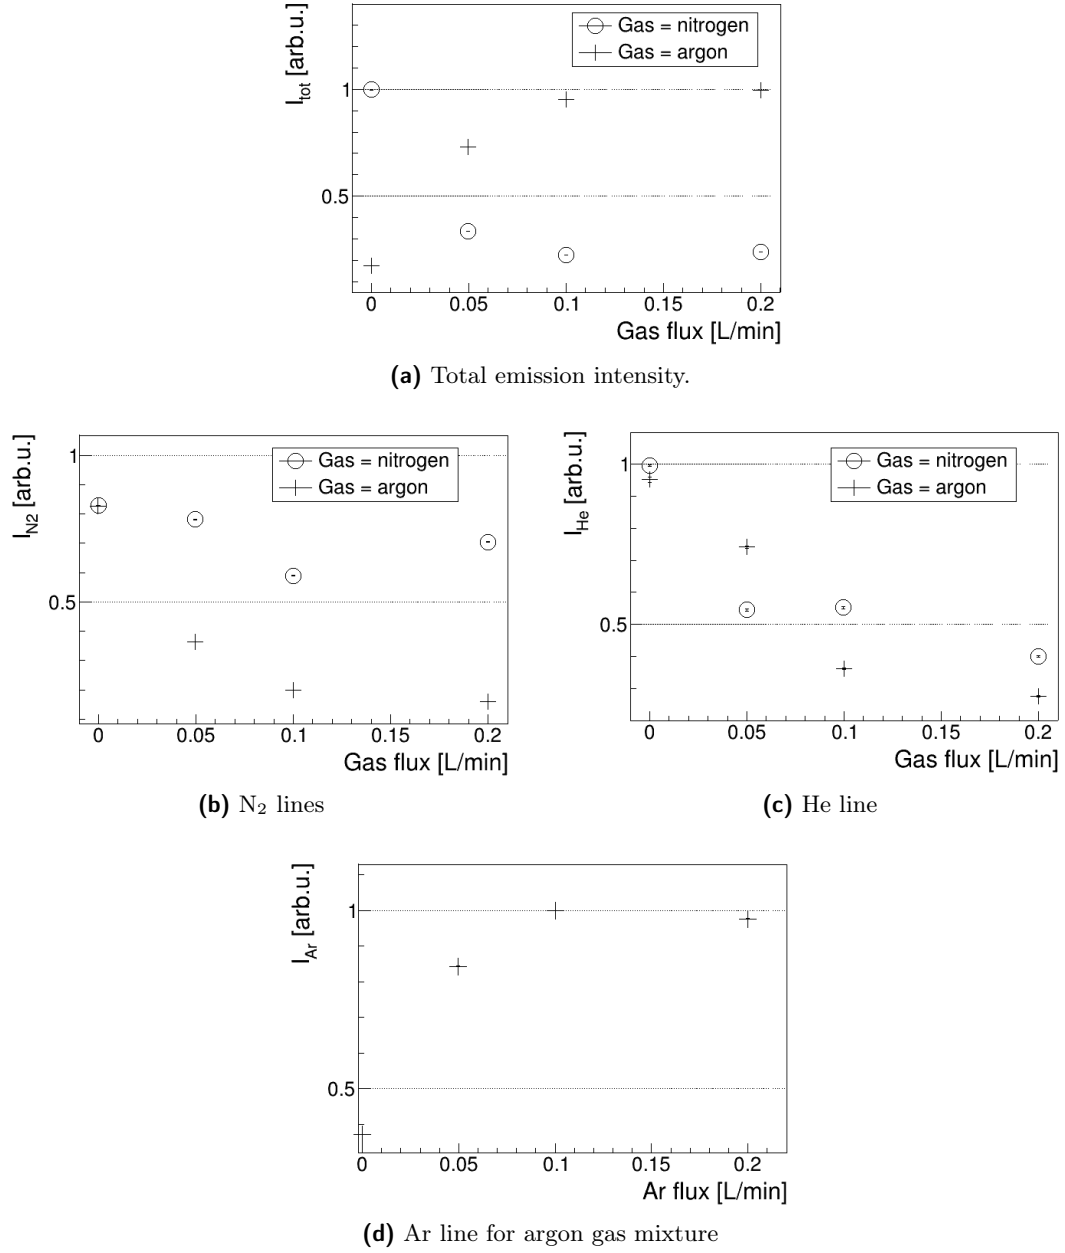 I_tot [arb.u.]
Gas = nitrogen
Gas = argon
1
0.5
0 0.05 0.1 0.15 0.2
Gas flux [L/min]
(a) Total emission intensity.
I_N2 [arb.u.]
Gas = nitrogen
Gas = argon
1
0.5
0 0.05 0.1 0.15 0.2
Gas flux [L/min]
(b) N₂ lines
I_He [arb.u.]
Gas = nitrogen
Gas = argon
1
0.5
0 0.05 0.1 0.15 0.2
Gas flux [L/min]
(c) He line
I_Ar [arb.u.]
1
0.5
0 0.05 0.1 0.15 0.2
Ar flux [L/min]
(d) Ar line for argon gas mixture